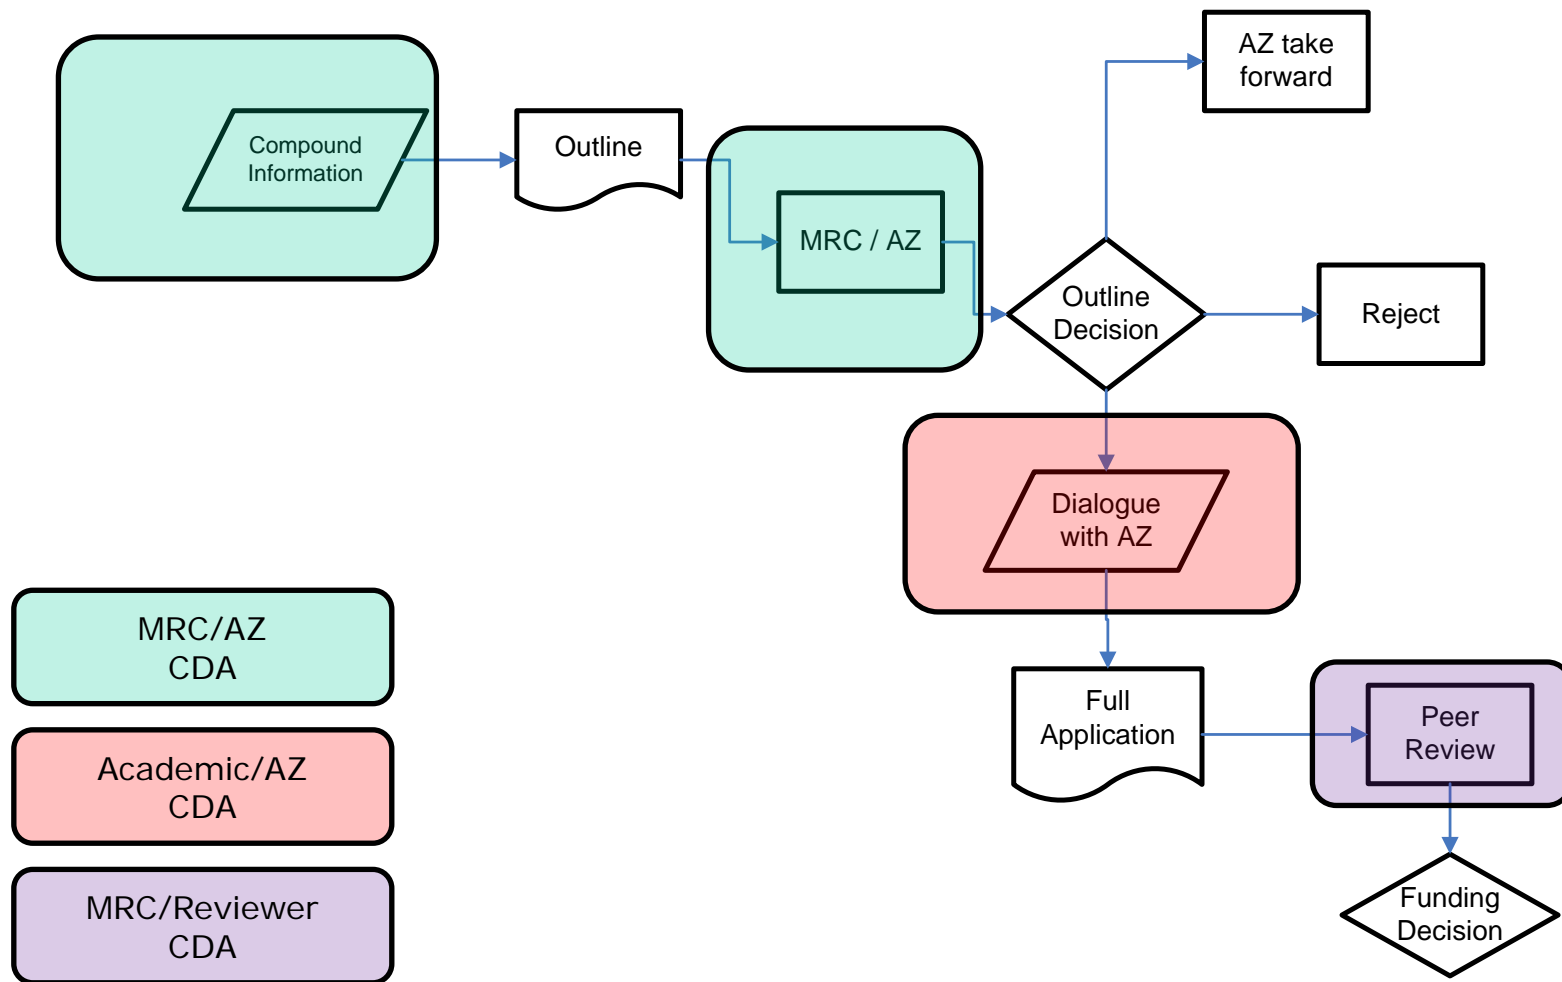 AZ take
forward
Compound
Information
Outline
MRC / AZ
Outline
Decision
Reject
Dialogue
with AZ
MRC/AZ
CDA
Full
Application
Peer
Review
Academic/AZ
CDA
MRC/Reviewer
CDA
Funding
Decision